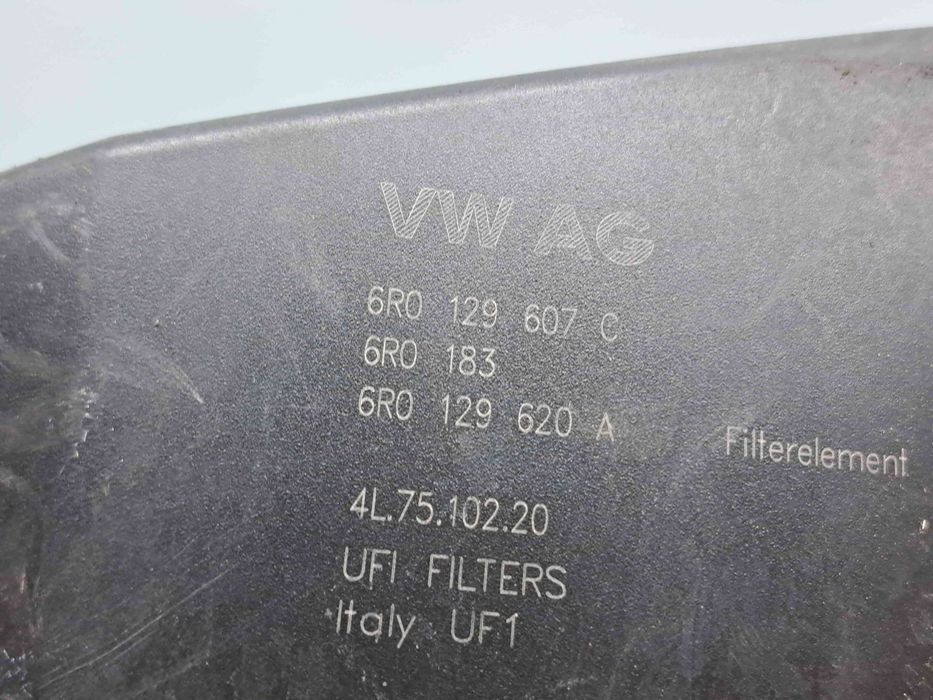 VW AG
6R0 129 607 C
6R0 183
6R0 129 620 A
Filterelement
4L.75.102.20
UFI FILTERS
Italy UF1